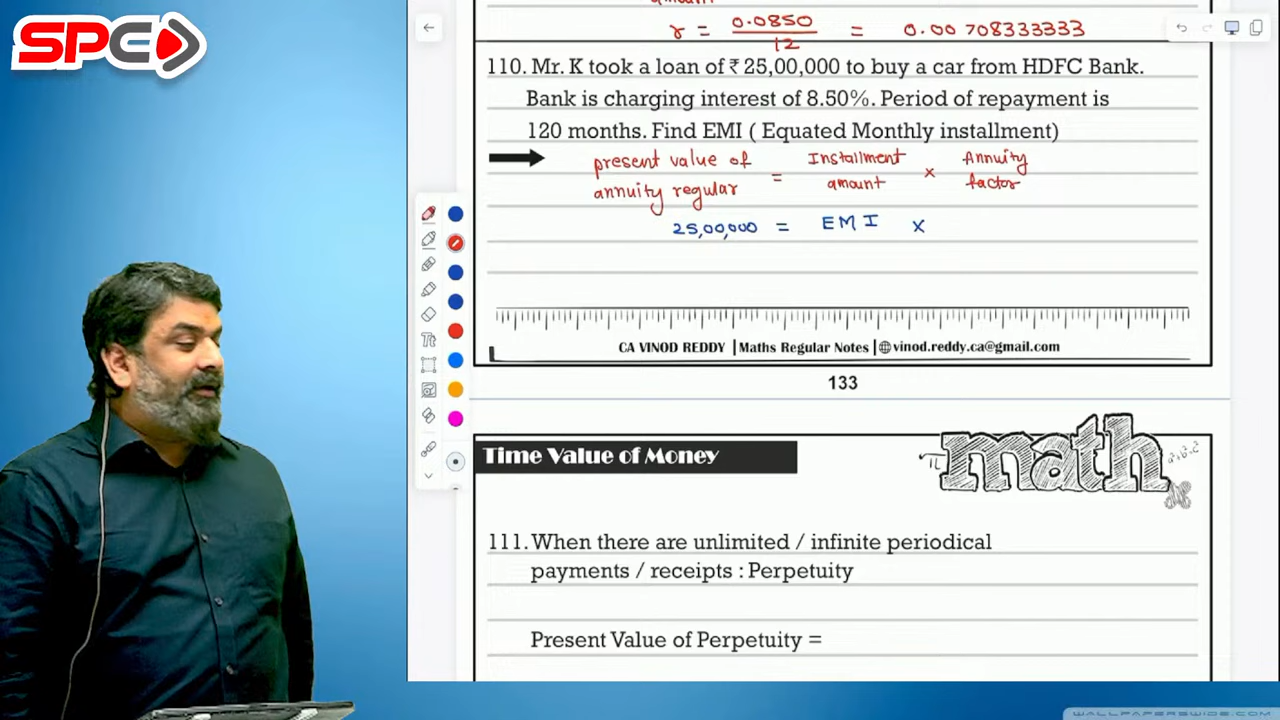 SPC
amount
r = 0.0850 / 12 = 0.00708333333
110. Mr. K took a loan of ₹ 25,00,000 to buy a car from HDFC Bank.
Bank is charging interest of 8.50%. Period of repayment is
120 months. Find EMI ( Equated Monthly installment)
present value of annuity regular = Installment amount × Annuity factor
25,00,000 = EMI ×
CA VINOD REDDY | Maths Regular Notes | vinod.reddy.ca@gmail.com
133
Time Value of Money
math
111. When there are unlimited / infinite periodical
payments / receipts : Perpetuity
Present Value of Perpetuity =
Tt
WALLPAPERSWIDE.COM